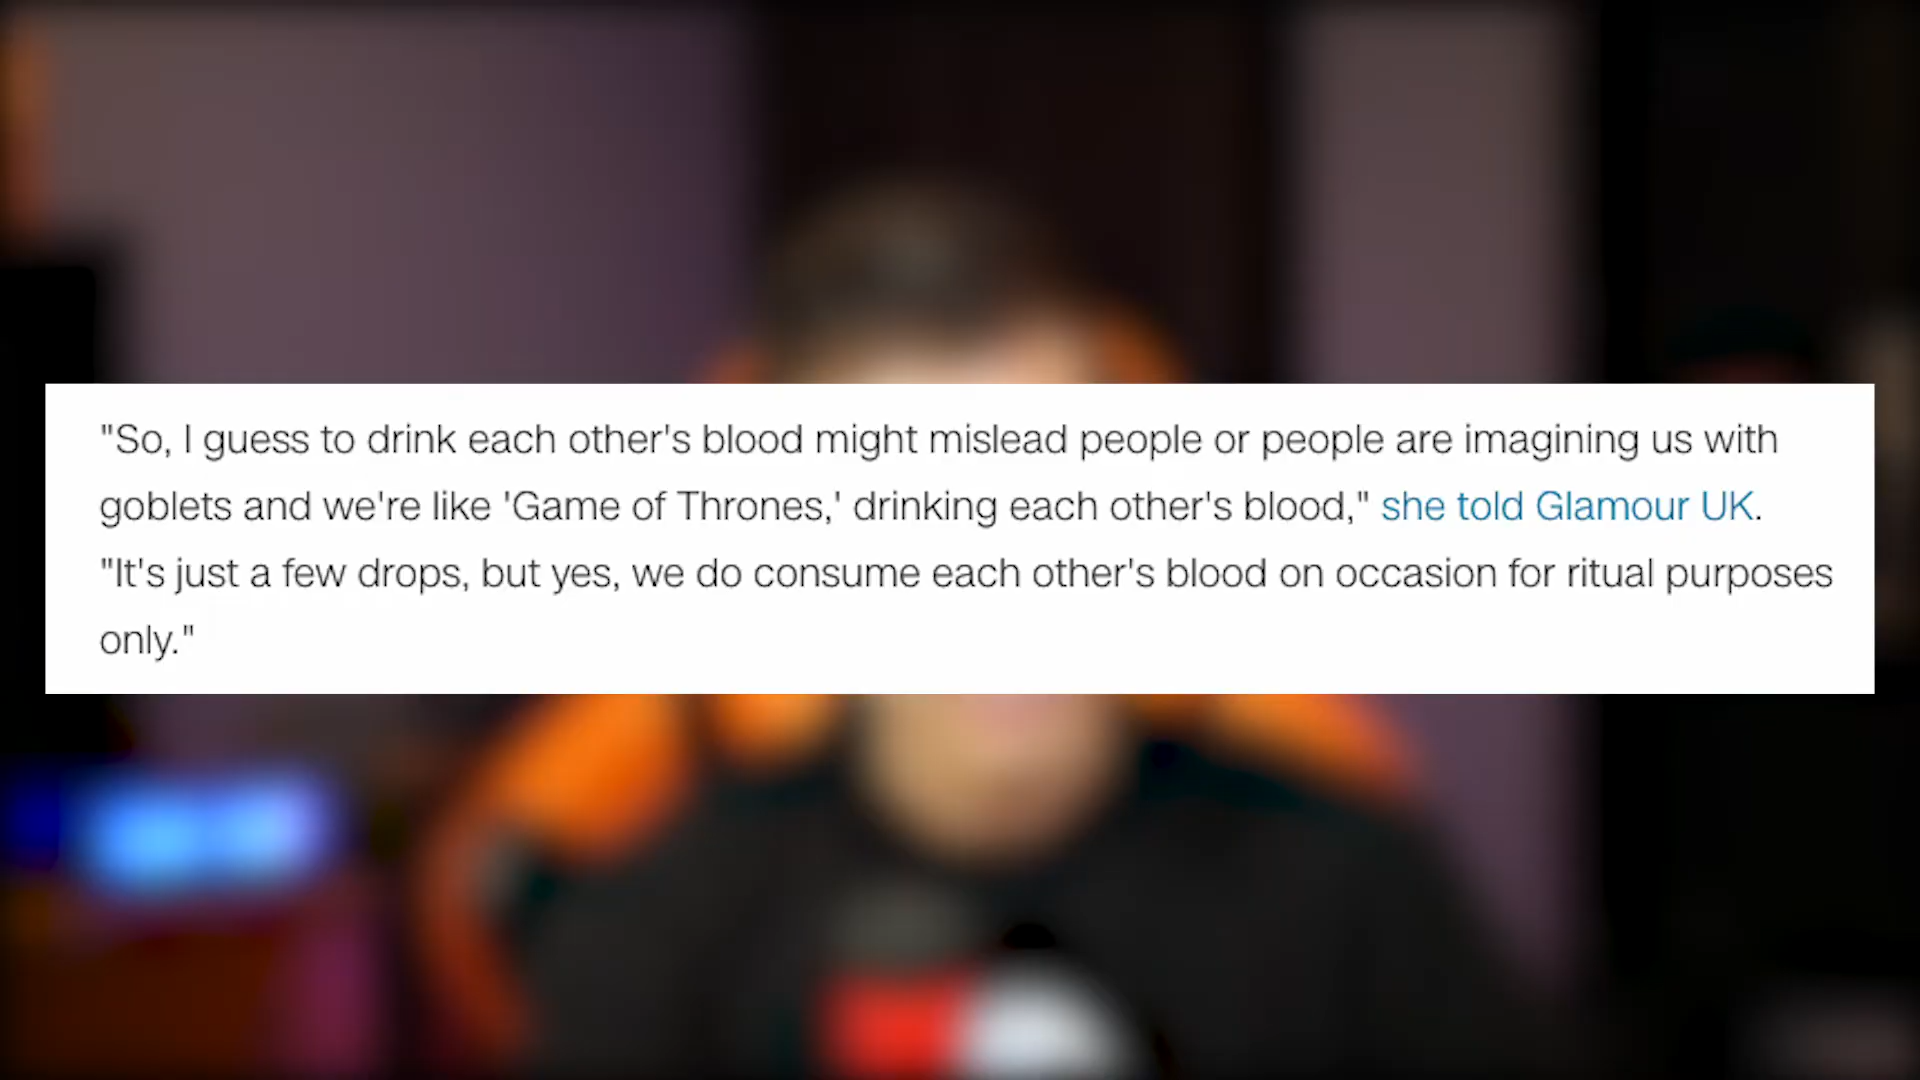 "So, I guess to drink each other's blood might mislead people or people are imagining us with
goblets and we're like 'Game of Thrones,' drinking each other's blood," she told Glamour UK.
"It's just a few drops, but yes, we do consume each other's blood on occasion for ritual purposes
only."